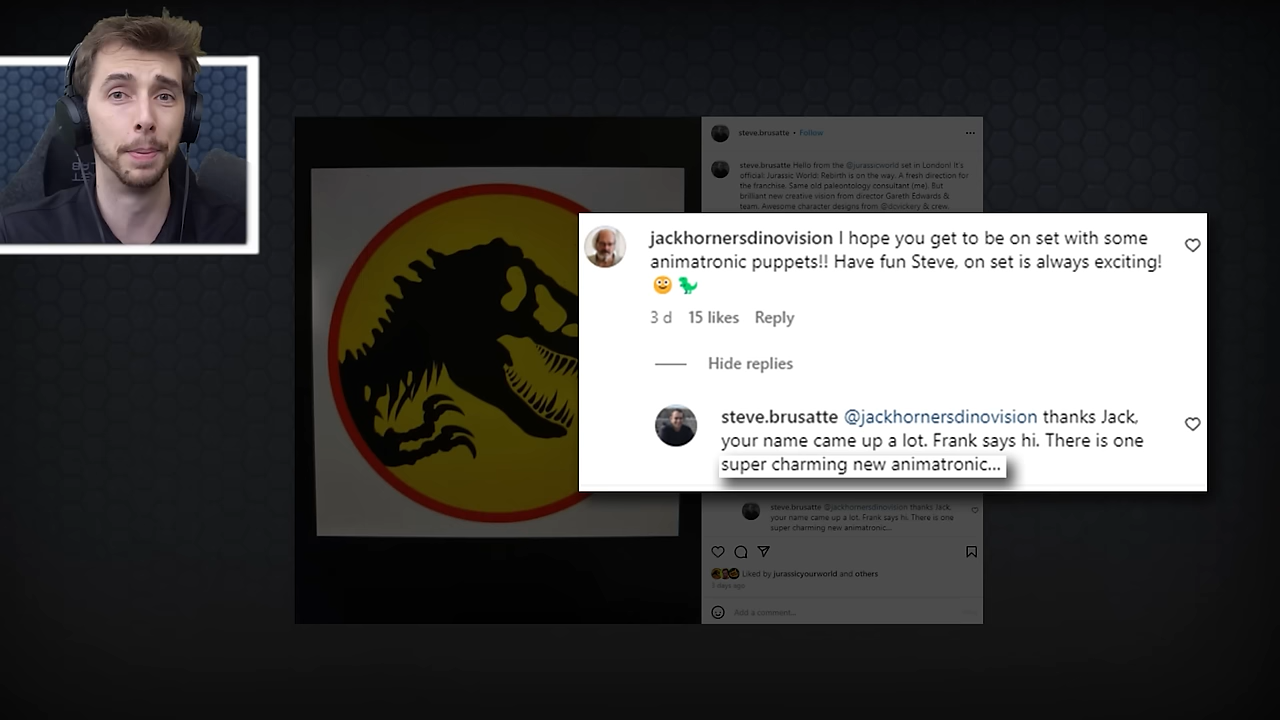 steve.brusatte • Follow
steve.brusatte Hello from the @jurassicworld set in London! It's
official: Jurassic World: Rebirth is on the way. A fresh direction for
the franchise. Same old paleontology consultant (me). But
brilliant new creative vision from director Gareth Edwards &
team. Awesome character designs from @dovickery & crew.
jackhornersdinovision I hope you get to be on set with some
animatronic puppets!! Have fun Steve, on set is always exciting!
🙂 🦖
3 d 15 likes Reply
Hide replies
steve.brusatte @jackhornersdinovision thanks Jack,
your name came up a lot. Frank says hi. There is one
super charming new animatronic...
steve.brusatte @jackhornersdinovision thanks Jack,
your name came up a lot. Frank says hi. There is one
super charming new animatronic...
Liked by jurassicyourworld and others
3 days ago
Add a comment...